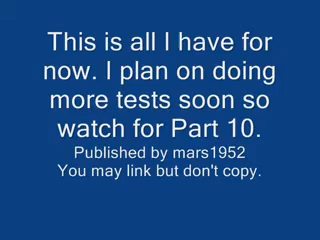 This is all I have for
now. I plan on doing
more tests soon so
watch for Part 10.
Published by mars1952
You may link but don't copy.